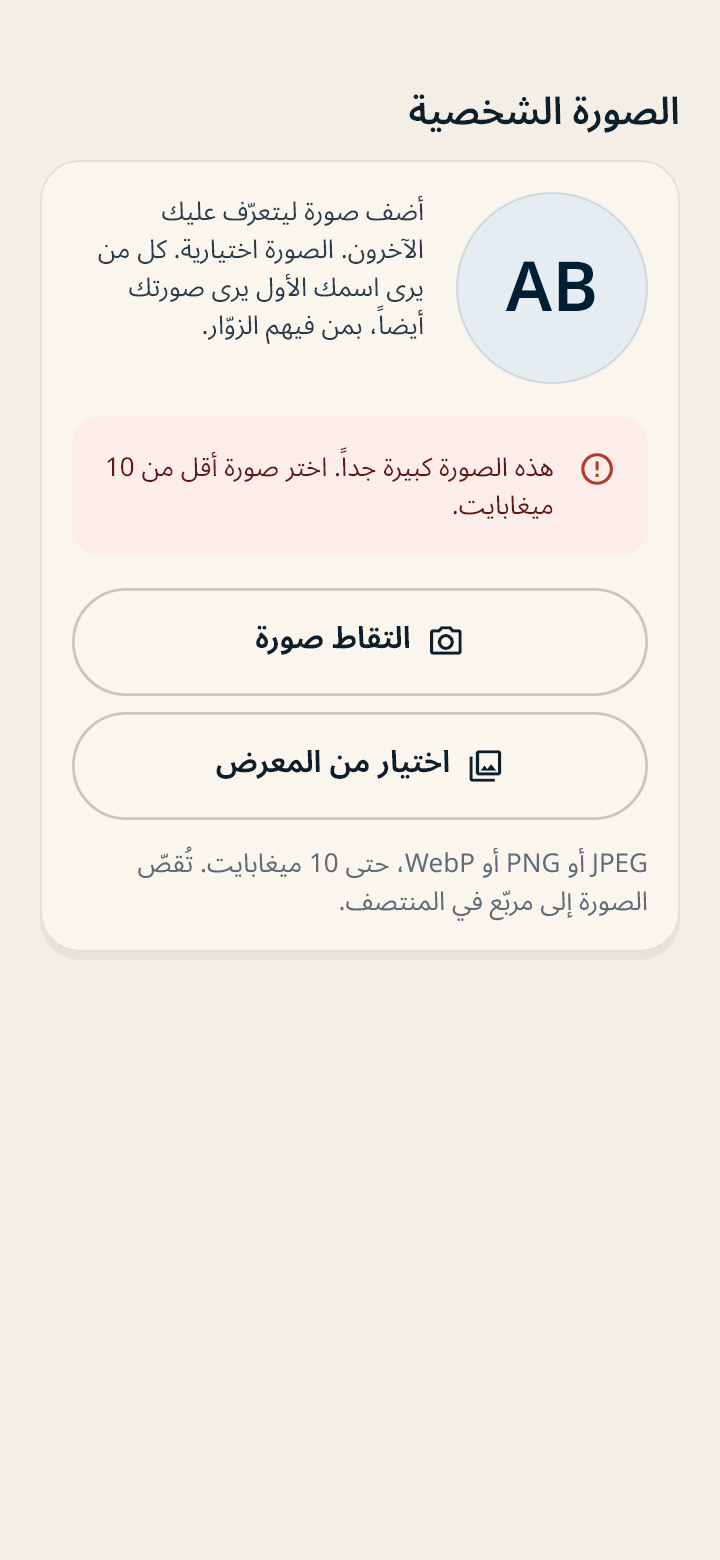 الصورة الشخصية
AB
أضف صورة ليتعرّف عليك
الآخرون. الصورة اختيارية. كل من
يرى اسمك الأول يرى صورتك
أيضاً، بمن فيهم الزوّار.
هذه الصورة كبيرة جداً. اختر صورة أقل من 10
ميغابايت.
التقاط صورة
اختيار من المعرض
JPEG أو PNG أو WebP، حتى 10 ميغابايت. تُقصّ
الصورة إلى مربّع في المنتصف.